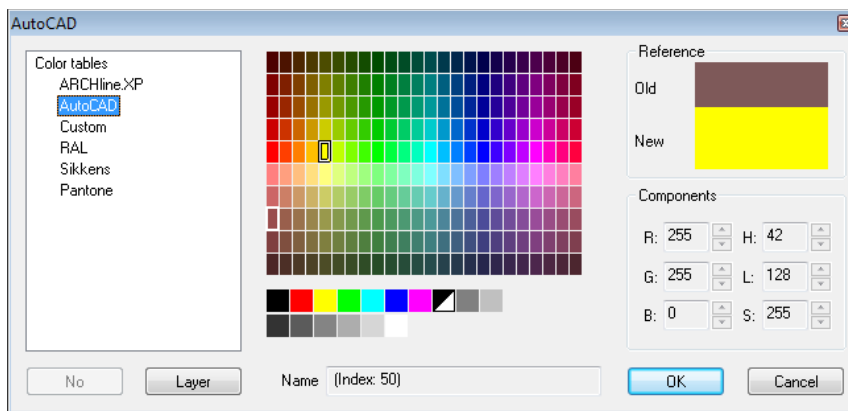 AutoCAD
Color tables
ARCHline.XP
AutoCAD
Custom
RAL
Sikkens
Pantone
Reference
Old
New
Components
R: 255 H: 42
G: 255 L: 128
B: 0 S: 255
No Layer Name (Index: 50) OK Cancel